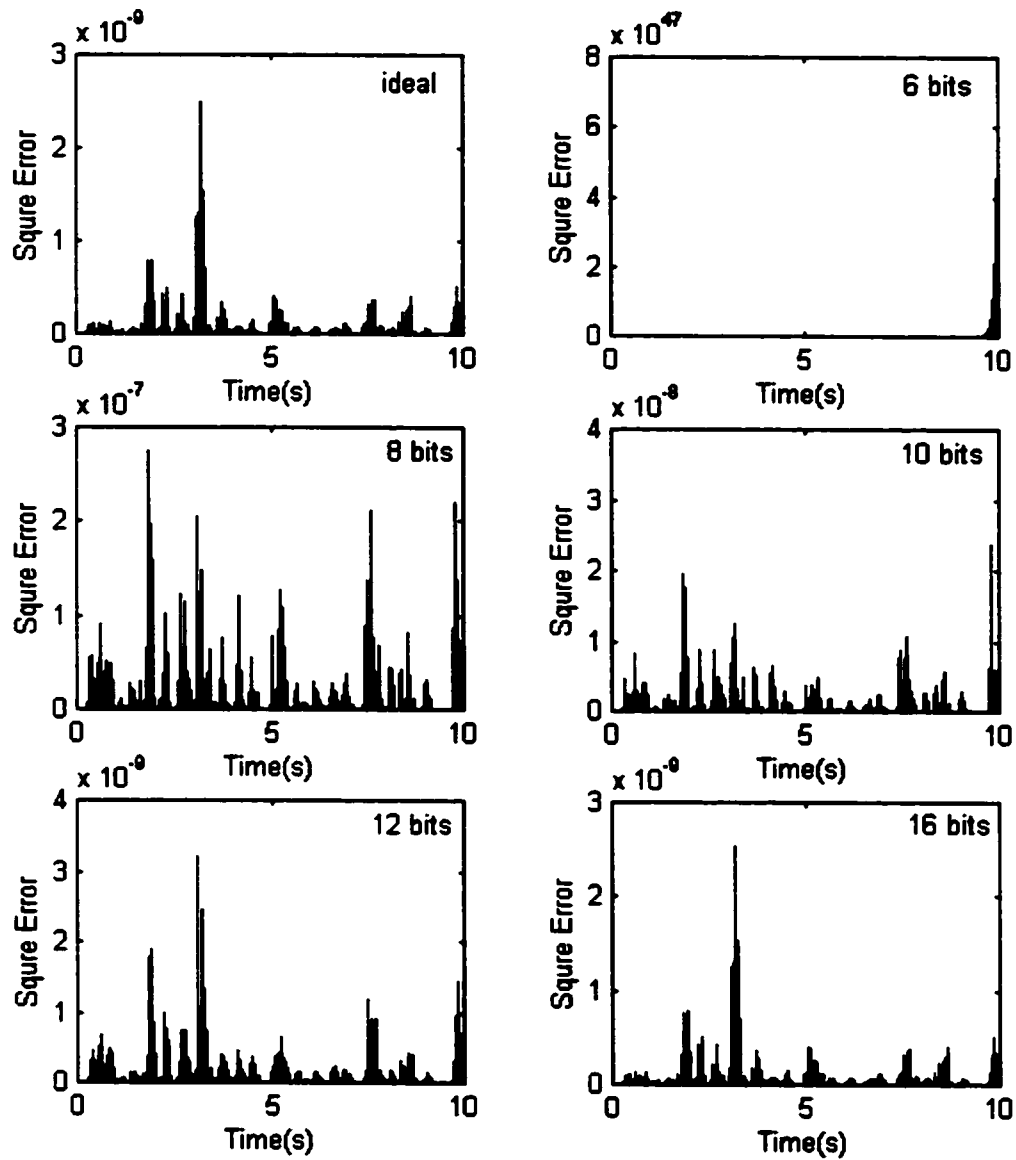 x 10⁻⁹
3
2
1
0
Squre Error
ideal
0 5 10
Time(s)
x 10⁴⁷
8
6
4
2
0
Squre Error
6 bits
0 5 10
Time(s)
x 10⁻⁷
3
2
1
0
Squre Error
8 bits
0 5 10
Time(s)
x 10⁻⁸
4
3
2
1
0
Squre Error
10 bits
0 5 10
Time(s)
x 10⁻⁹
4
3
2
1
0
Squre Error
12 bits
0 5 10
Time(s)
x 10⁻⁹
3
2
1
0
Squre Error
16 bits
0 5 10
Time(s)